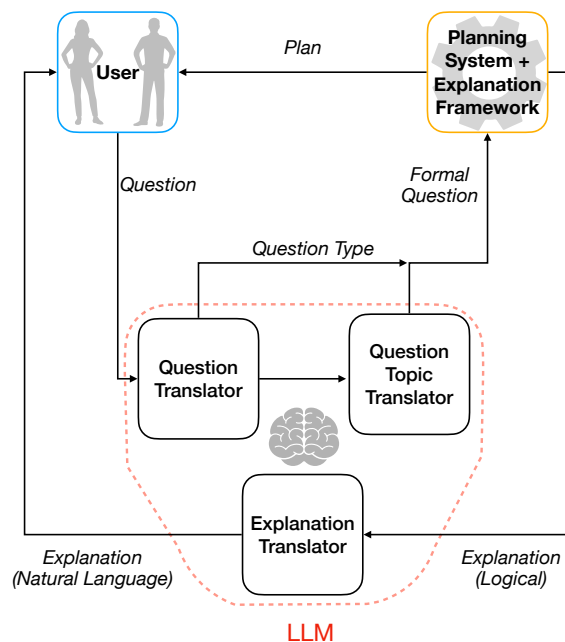 User
Plan
Planning
System +
Explanation
Framework
Question
Formal
Question
Question Type
Question
Translator
Question
Topic
Translator
Explanation
Translator
Explanation
(Natural Language)
Explanation
(Logical)
LLM